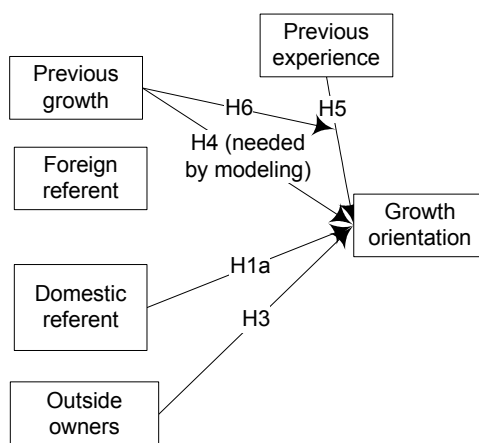 Previous
experience
Previous
growth
H6
H5
H4 (needed
by modeling)
Foreign
referent
Growth
orientation
H1a
Domestic
referent
H3
Outside
owners